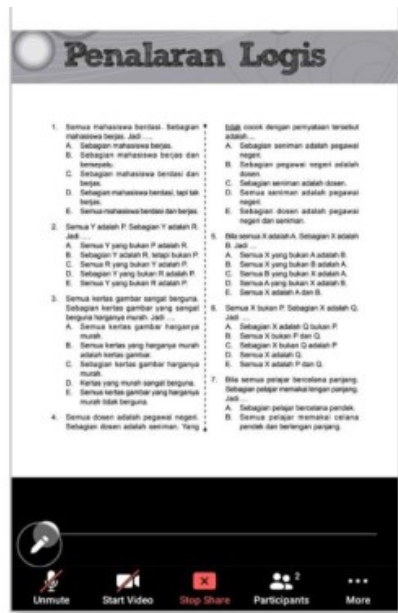 Penalaran Logis
1. Semua mahasiswa berdasi. Sebagian
mahasiswa berjas. Jadi ....
A. Sebagian mahasiswa berjas.
B. Sebagian mahasiswa berjas dan
bersepatu.
C. Sebagian mahasiswa berdasi dan
berjas.
D. Sebagian mahasiswa berdasi, tapi tak
berjas.
E. Semua mahasiswa berdasi dan berjas.
2. Semua Y adalah P. Sebagian Y adalah R.
Jadi ....
A. Semua Y yang bukan P adalah R.
B. Sebagian Y adalah R, tetapi bukan P.
C. Semua R yang bukan Y adalah P.
D. Sebagian Y yang bukan R adalah P.
E. Semua Y yang bukan R adalah P.
3. Semua kertas gambar sangat berguna.
Sebagian kertas gambar yang sangat
berguna harganya murah. Jadi ....
A. Semua kertas gambar harganya
murah.
B. Semua kertas yang harganya murah
adalah kertas gambar.
C. Sebagian kertas gambar harganya
murah.
D. Kertas yang murah sangat berguna.
E. Semua kertas gambar yang harganya
murah tidak berguna.
4. Semua dosen adalah pegawai negeri.
Sebagian dosen adalah seniman. Yang
tidak cocok dengan pernyataan tersebut
adalah ....
A. Sebagian seniman adalah pegawai
negeri.
B. Sebagian pegawai negeri adalah
dosen.
C. Sebagian seniman adalah dosen.
D. Semua seniman adalah pegawai
negeri.
E. Sebagian dosen adalah pegawai
negeri dan seniman.
5. Bila semua X adalah A. Sebagian X adalah
B. Jadi ...
A. Semua X yang bukan A adalah B.
B. Semua X yang bukan B adalah A.
C. Semua B yang bukan X adalah A.
D. Semua A yang bukan X adalah B.
E. Semua X adalah A dan B.
6. Semua X bukan P. Sebagian X adalah Q.
Jadi ....
A. Sebagian X adalah Q bukan P.
B. Semua X bukan P dan Q.
C. Sebagian X bukan Q adalah P
D. Semua X adalah Q.
E. Semua X adalah P dan Q.
7. Bila semua pelajar bercelana panjang.
Sebagian pelajar memakai lengan panjang.
Jadi....
A. Sebagian pelajar bercelana pendek.
B. Semua pelajar memakai celana
pendek dan berlengan panjang.
Unmute
Start Video
Stop Share
2
Participants
More